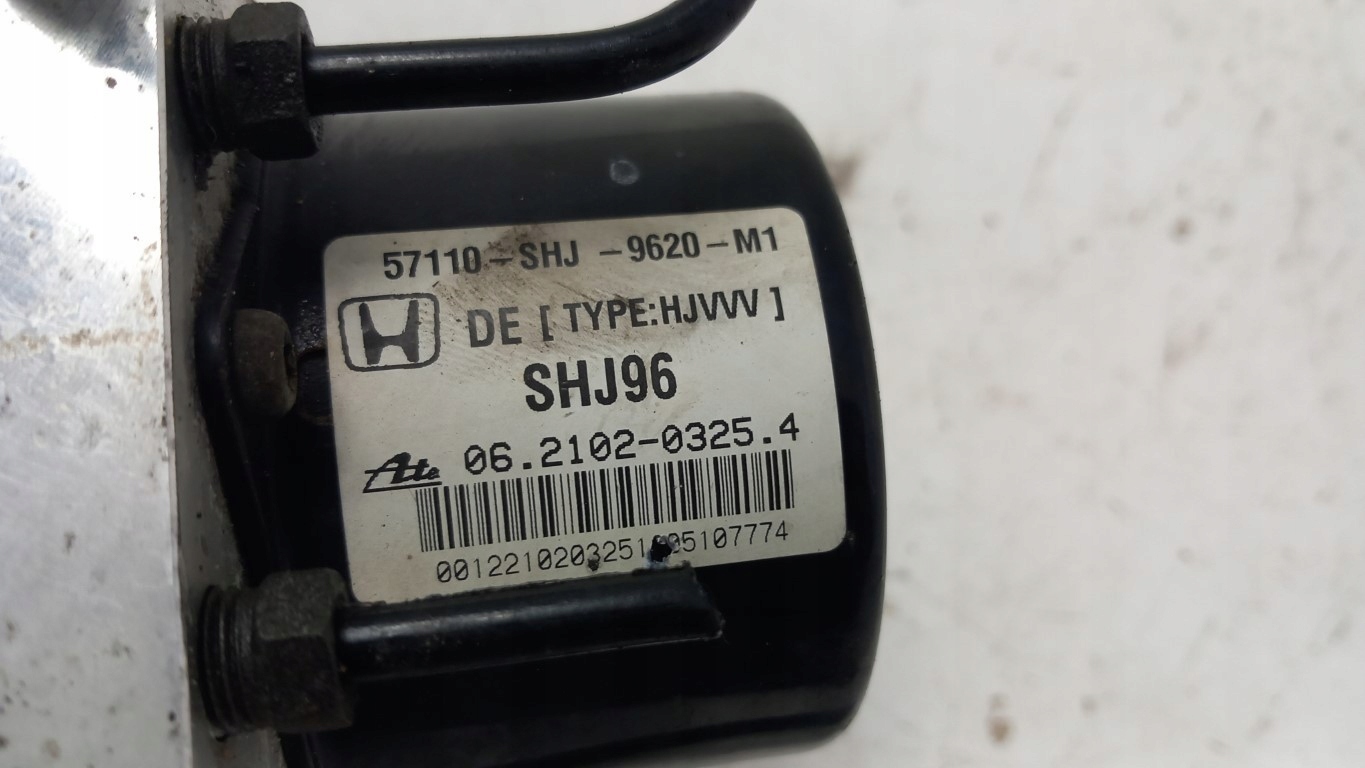 57110-SHJ -9620-M1
DE [ TYPE:HJVVV ]
SHJ96
Ate 06.2102-0325.4